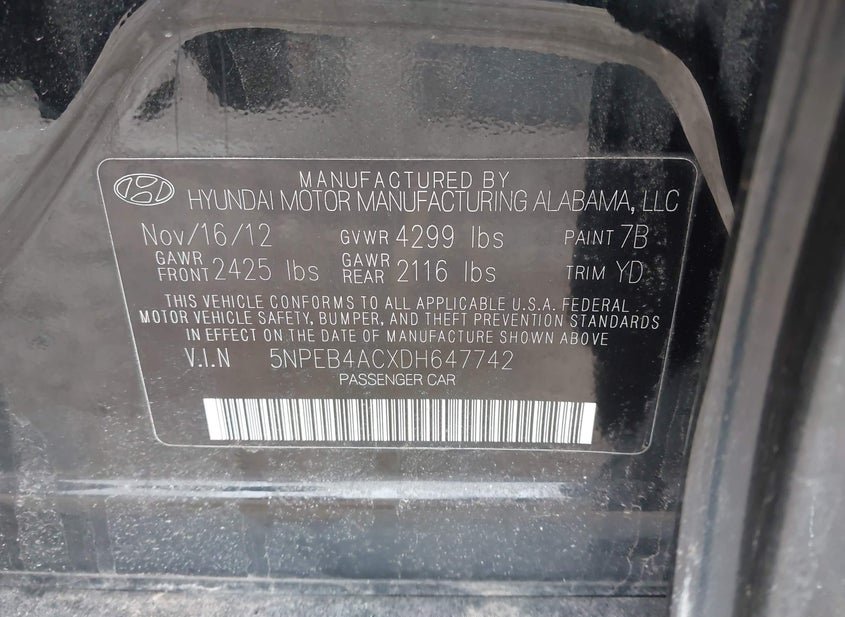 MANUFACTURED BY
HYUNDAI MOTOR MANUFACTURING ALABAMA, LLC
Nov/16/12 GVWR 4299 lbs PAINT 7B
GAWR FRONT 2425 lbs GAWR REAR 2116 lbs TRIM YD
THIS VEHICLE CONFORMS TO ALL APPLICABLE U.S.A. FEDERAL
MOTOR VEHICLE SAFETY, BUMPER, AND THEFT PREVENTION STANDARDS
IN EFFECT ON THE DATE OF MANUFACTURE SHOWN ABOVE
V.I.N 5NPEB4ACXDH647742
PASSENGER CAR